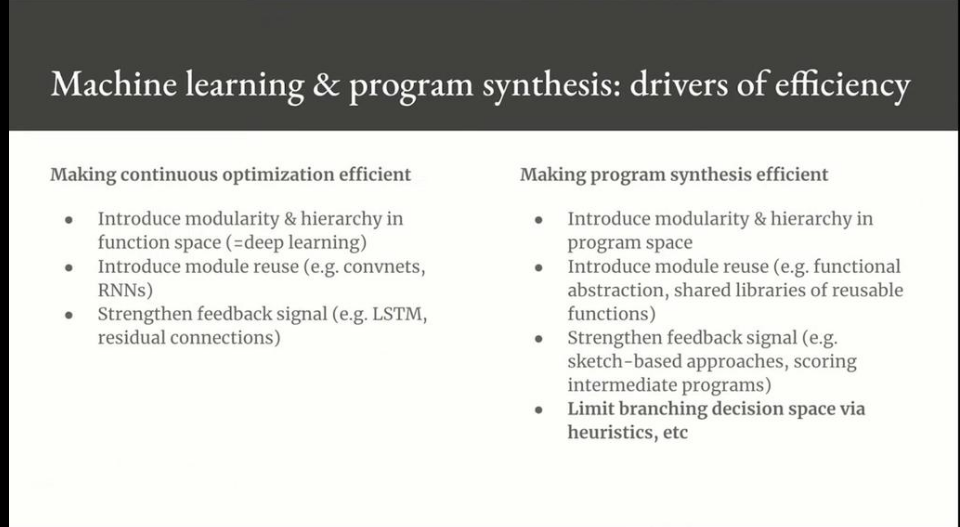 Machine learning & program synthesis: drivers of efficiency
Making continuous optimization efficient
● Introduce modularity & hierarchy in
function space (=deep learning)
● Introduce module reuse (e.g. convnets,
RNNs)
● Strengthen feedback signal (e.g. LSTM,
residual connections)
Making program synthesis efficient
● Introduce modularity & hierarchy in
program space
● Introduce module reuse (e.g. functional
abstraction, shared libraries of reusable
functions)
● Strengthen feedback signal (e.g.
sketch-based approaches, scoring
intermediate programs)
● Limit branching decision space via
heuristics, etc